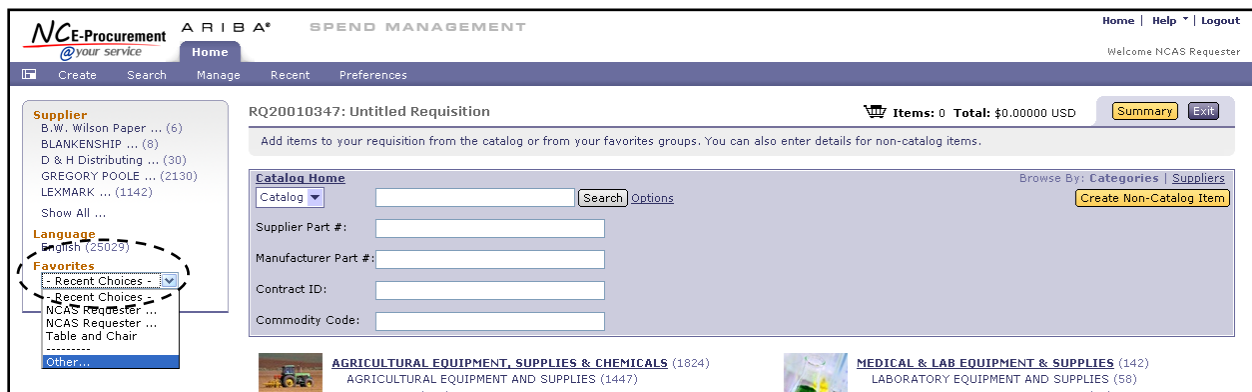 NCE-Procurement
@your service
ARIBA® SPEND MANAGEMENT
Home | Help | Logout
Home
Welcome NCAS Requester
Create Search Manage Recent Preferences
Supplier
B.W. Wilson Paper ... (6)
BLANKENSHIP ... (8)
D & H Distributing ... (30)
GREGORY POOLE ... (2130)
LEXMARK ... (1142)
Show All ...
Language
English (25029)
Favorites
- Recent Choices -
- Recent Choices -
NCAS Requester ...
NCAS Requester ...
Table and Chair
---------
Other...
RQ20010347: Untitled Requisition
Items: 0 Total: $0.00000 USD
Summary Exit
Add items to your requisition from the catalog or from your favorites groups. You can also enter details for non-catalog items.
Catalog Home
Browse By: Categories | Suppliers
Catalog Search Options
Create Non-Catalog Item
Supplier Part #:
Manufacturer Part #:
Contract ID:
Commodity Code:
AGRICULTURAL EQUIPMENT, SUPPLIES & CHEMICALS (1824)
AGRICULTURAL EQUIPMENT AND SUPPLIES (1447)
MEDICAL & LAB EQUIPMENT & SUPPLIES (142)
LABORATORY EQUIPMENT AND SUPPLIES (58)